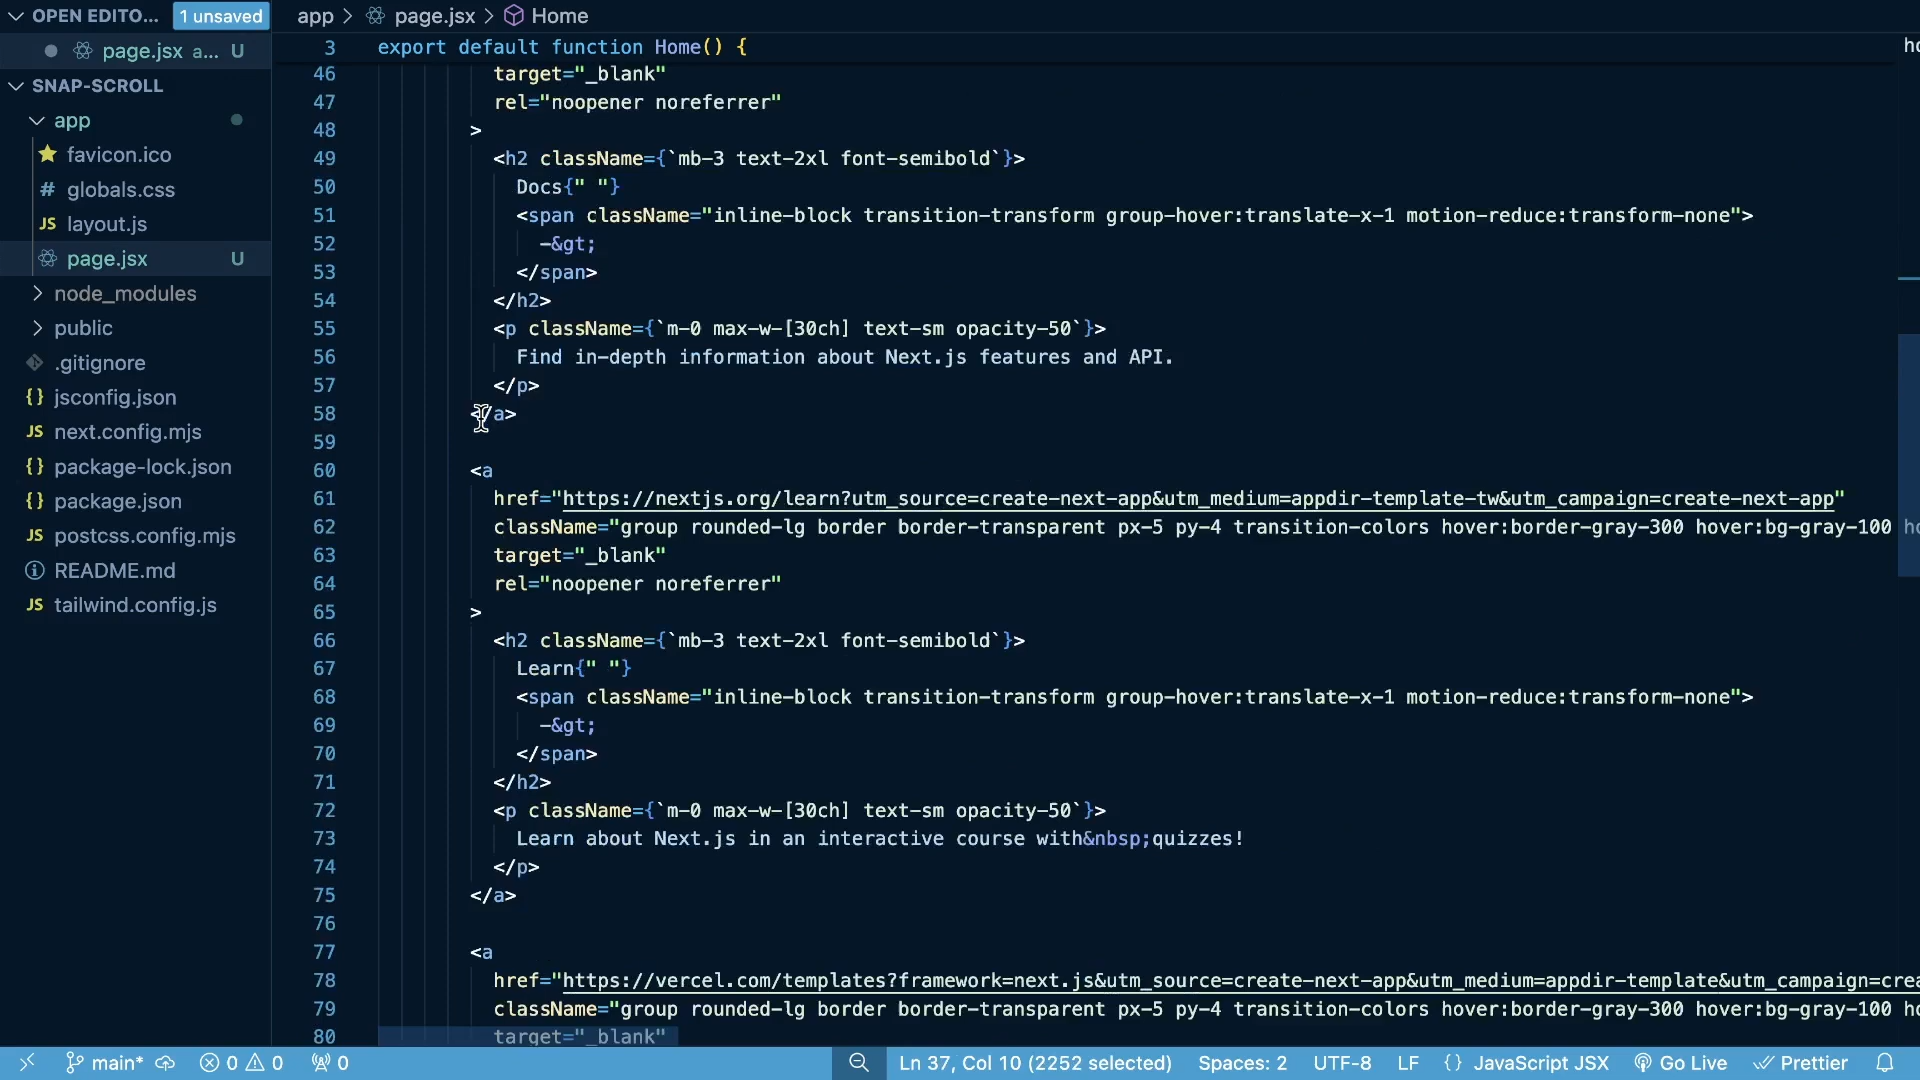 OPEN EDITO... 1 unsaved
page.jsx a... U
SNAP-SCROLL
app
favicon.ico
globals.css
layout.js
page.jsx U
node_modules
public
.gitignore
jsconfig.json
next.config.mjs
package-lock.json
package.json
postcss.config.mjs
README.md
tailwind.config.js
app > page.jsx > Home
3 export default function Home() {
46 target="_blank"
47 rel="noopener noreferrer"
48 >
49 <h2 className={`mb-3 text-2xl font-semibold`}>
50 Docs{" "}
51 <span className="inline-block transition-transform group-hover:translate-x-1 motion-reduce:transform-none">
52 -&gt;
53 </span>
54 </h2>
55 <p className={`m-0 max-w-[30ch] text-sm opacity-50`}>
56 Find in-depth information about Next.js features and API.
57 </p>
58 </a>
59
60 <a
61 href="https://nextjs.org/learn?utm_source=create-next-app&utm_medium=appdir-template-tw&utm_campaign=create-next-app"
62 className="group rounded-lg border border-transparent px-5 py-4 transition-colors hover:border-gray-300 hover:bg-gray-100 ho
63 target="_blank"
64 rel="noopener noreferrer"
65 >
66 <h2 className={`mb-3 text-2xl font-semibold`}>
67 Learn{" "}
68 <span className="inline-block transition-transform group-hover:translate-x-1 motion-reduce:transform-none">
69 -&gt;
70 </span>
71 </h2>
72 <p className={`m-0 max-w-[30ch] text-sm opacity-50`}>
73 Learn about Next.js in an interactive course with&nbsp;quizzes!
74 </p>
75 </a>
76
77 <a
78 href="https://vercel.com/templates?framework=next.js&utm_source=create-next-app&utm_medium=appdir-template&utm_campaign=crea
79 className="group rounded-lg border border-transparent px-5 py-4 transition-colors hover:border-gray-300 hover:bg-gray-100 ho
80 target="_blank"
main* 0 0 0 Ln 37, Col 10 (2252 selected) Spaces: 2 UTF-8 LF {} JavaScript JSX Go Live Prettier